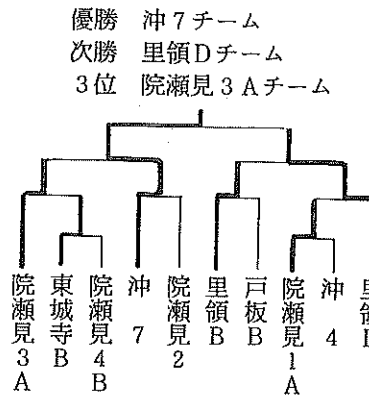 優勝 沖7チーム
次勝 里領Dチーム
3位 院瀬見3Aチーム
院瀬見3A
東城寺B
院瀬見4B
沖7
院瀬見2
里領B
戸板B
院瀬見1A
沖4
里領